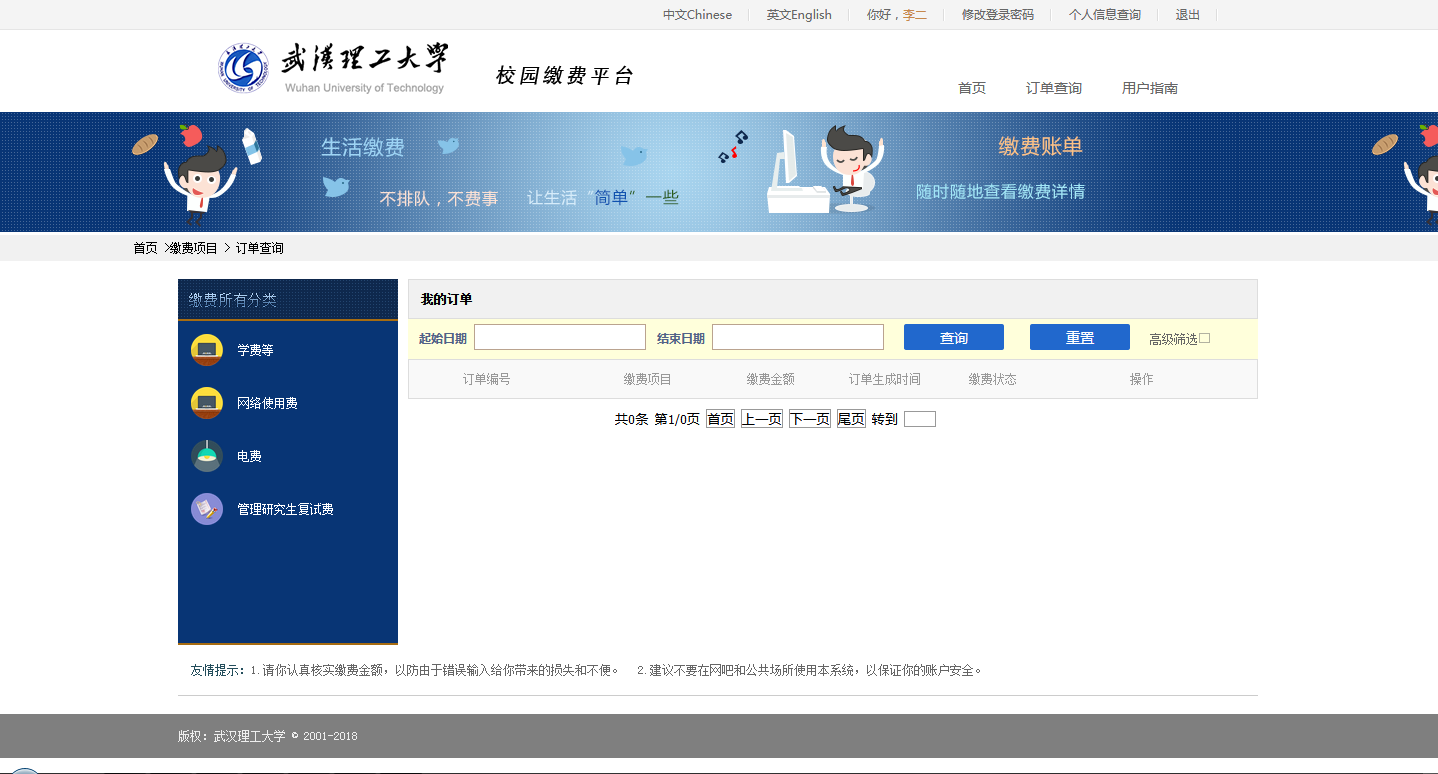 中文Chinese 英文English 你好，李二 修改登录密码 个人信息查询 退出
武汉理工大学
Wuhan University of Technology
校园缴费平台
首页 订单查询 用户指南
生活缴费
不排队，不费事 让生活“简单”一些
缴费账单
随时随地查看缴费详情
首页 >缴费项目 > 订单查询
缴费所有分类
学费等
网络使用费
电费
管理研究生复试费
我的订单
起始日期 结束日期 查询 重置 高级筛选
订单编号 缴费项目 缴费金额 订单生成时间 缴费状态 操作
共0条 第1/0页 首页 上一页 下一页 尾页 转到
友情提示：1.请你认真核实缴费金额，以防由于错误输入给你带来的损失和不便。 2.建议不要在网吧和公共场所使用本系统，以保证你的账户安全。
版权：武汉理工大学 © 2001-2018